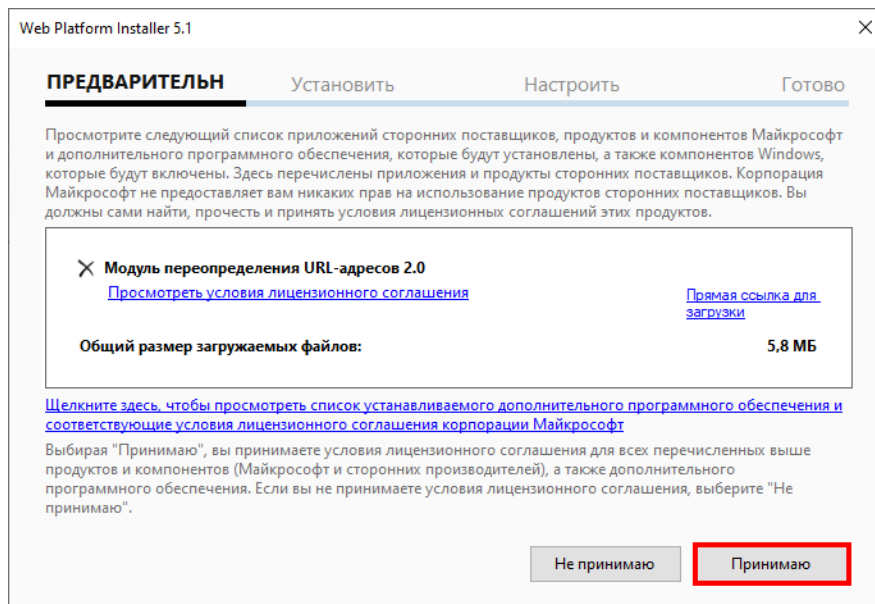 Web Platform Installer 5.1
ПРЕДВАРИТЕЛЬН Установить Настроить Готово
Просмотрите следующий список приложений сторонних поставщиков, продуктов и компонентов Майкрософт
и дополнительного программного обеспечения, которые будут установлены, а также компонентов Windows,
которые будут включены. Здесь перечислены приложения и продукты сторонних поставщиков. Корпорация
Майкрософт не предоставляет вам никаких прав на использование продуктов сторонних поставщиков. Вы
должны сами найти, прочесть и принять условия лицензионных соглашений этих продуктов.
Модуль переопределения URL-адресов 2.0
Просмотреть условия лицензионного соглашения
Прямая ссылка для
загрузки
Общий размер загружаемых файлов: 5,8 МБ
Щелкните здесь, чтобы просмотреть список устанавливаемого дополнительного программного обеспечения и
соответствующие условия лицензионного соглашения корпорации Майкрософт
Выбирая "Принимаю", вы принимаете условия лицензионного соглашения для всех перечисленных выше
продуктов и компонентов (Майкрософт и сторонних производителей), а также дополнительного
программного обеспечения. Если вы не принимаете условия лицензионного соглашения, выберите "Не
принимаю".
Не принимаю Принимаю